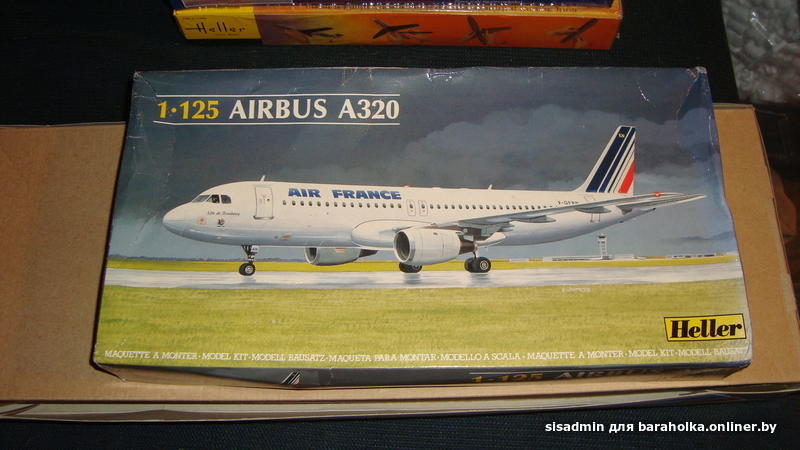 Heller
1:125 AIRBUS A320
AIR FRANCE
Heller
MAQUETTE A MONTER · MODEL KIT · MODELL BAUSATZ · MAQUETA PARA MONTAR · MODELLO A SCALA · MAQUETTE A MONTER · MODEL KIT · MODELL BAUSATZ
1:125 AIRBUS
sisadmin для baraholka.onliner.by